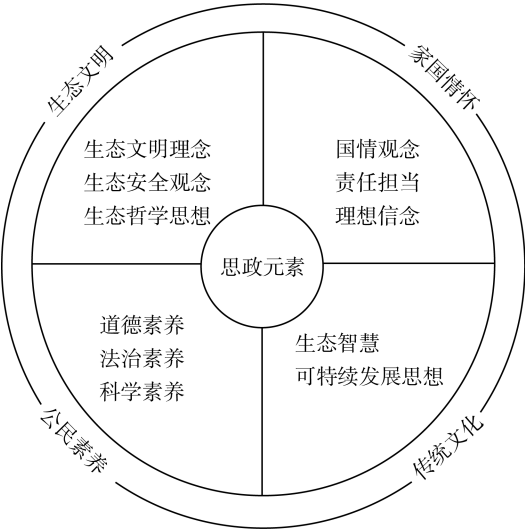 生态文明
家国情怀
生态文明理念
生态安全观念
生态哲学思想
国情观念
责任担当
理想信念
思政元素
道德素养
法治素养
科学素养
生态智慧
可特续发展思想
公民素养
传统文化